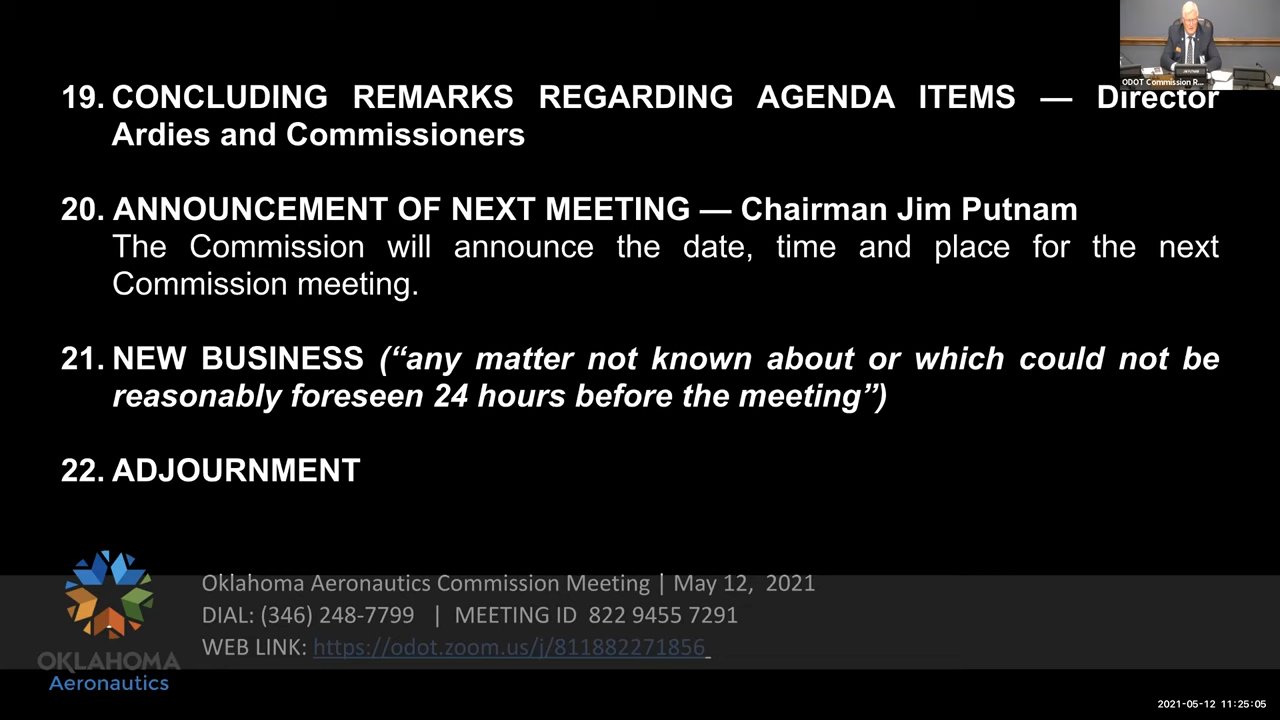 ODOT Commission R...
19. CONCLUDING REMARKS REGARDING AGENDA ITEMS — Director
Ardies and Commissioners
20. ANNOUNCEMENT OF NEXT MEETING — Chairman Jim Putnam
The Commission will announce the date, time and place for the next
Commission meeting.
21. NEW BUSINESS (“any matter not known about or which could not be
reasonably foreseen 24 hours before the meeting”)
22. ADJOURNMENT
Oklahoma Aeronautics Commission Meeting | May 12, 2021
DIAL: (346) 248-7799 | MEETING ID 822 9455 7291
WEB LINK: https://odot.zoom.us/j/811882271856
OKLAHOMA
Aeronautics
2021-05-12 11:25:05